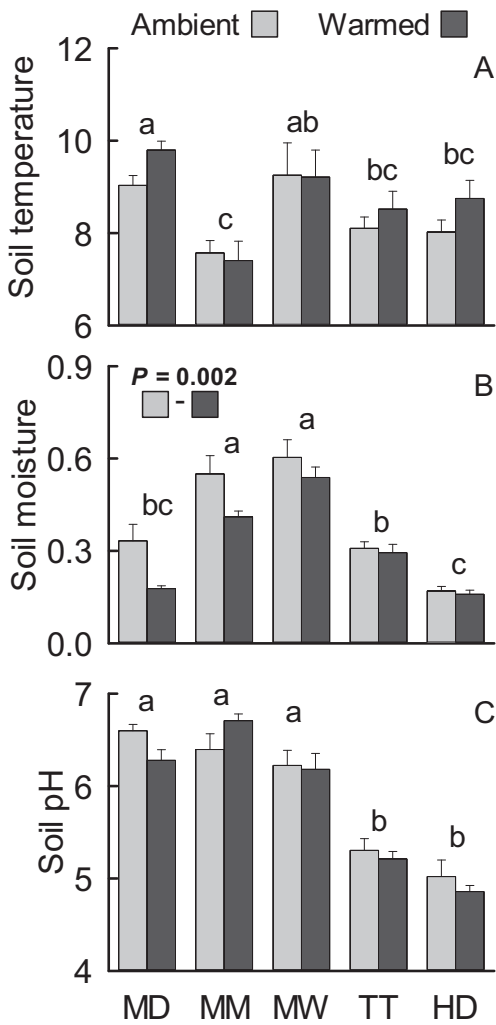 Ambient Warmed
A
Soil temperature
12
10
8
6
a
c
ab
bc
bc
B
Soil moisture
0.9
0.6
0.3
0.0
P = 0.002
-
bc
a
a
b
c
C
Soil pH
7
6
5
4
a
a
a
b
b
MD MM MW TT HD